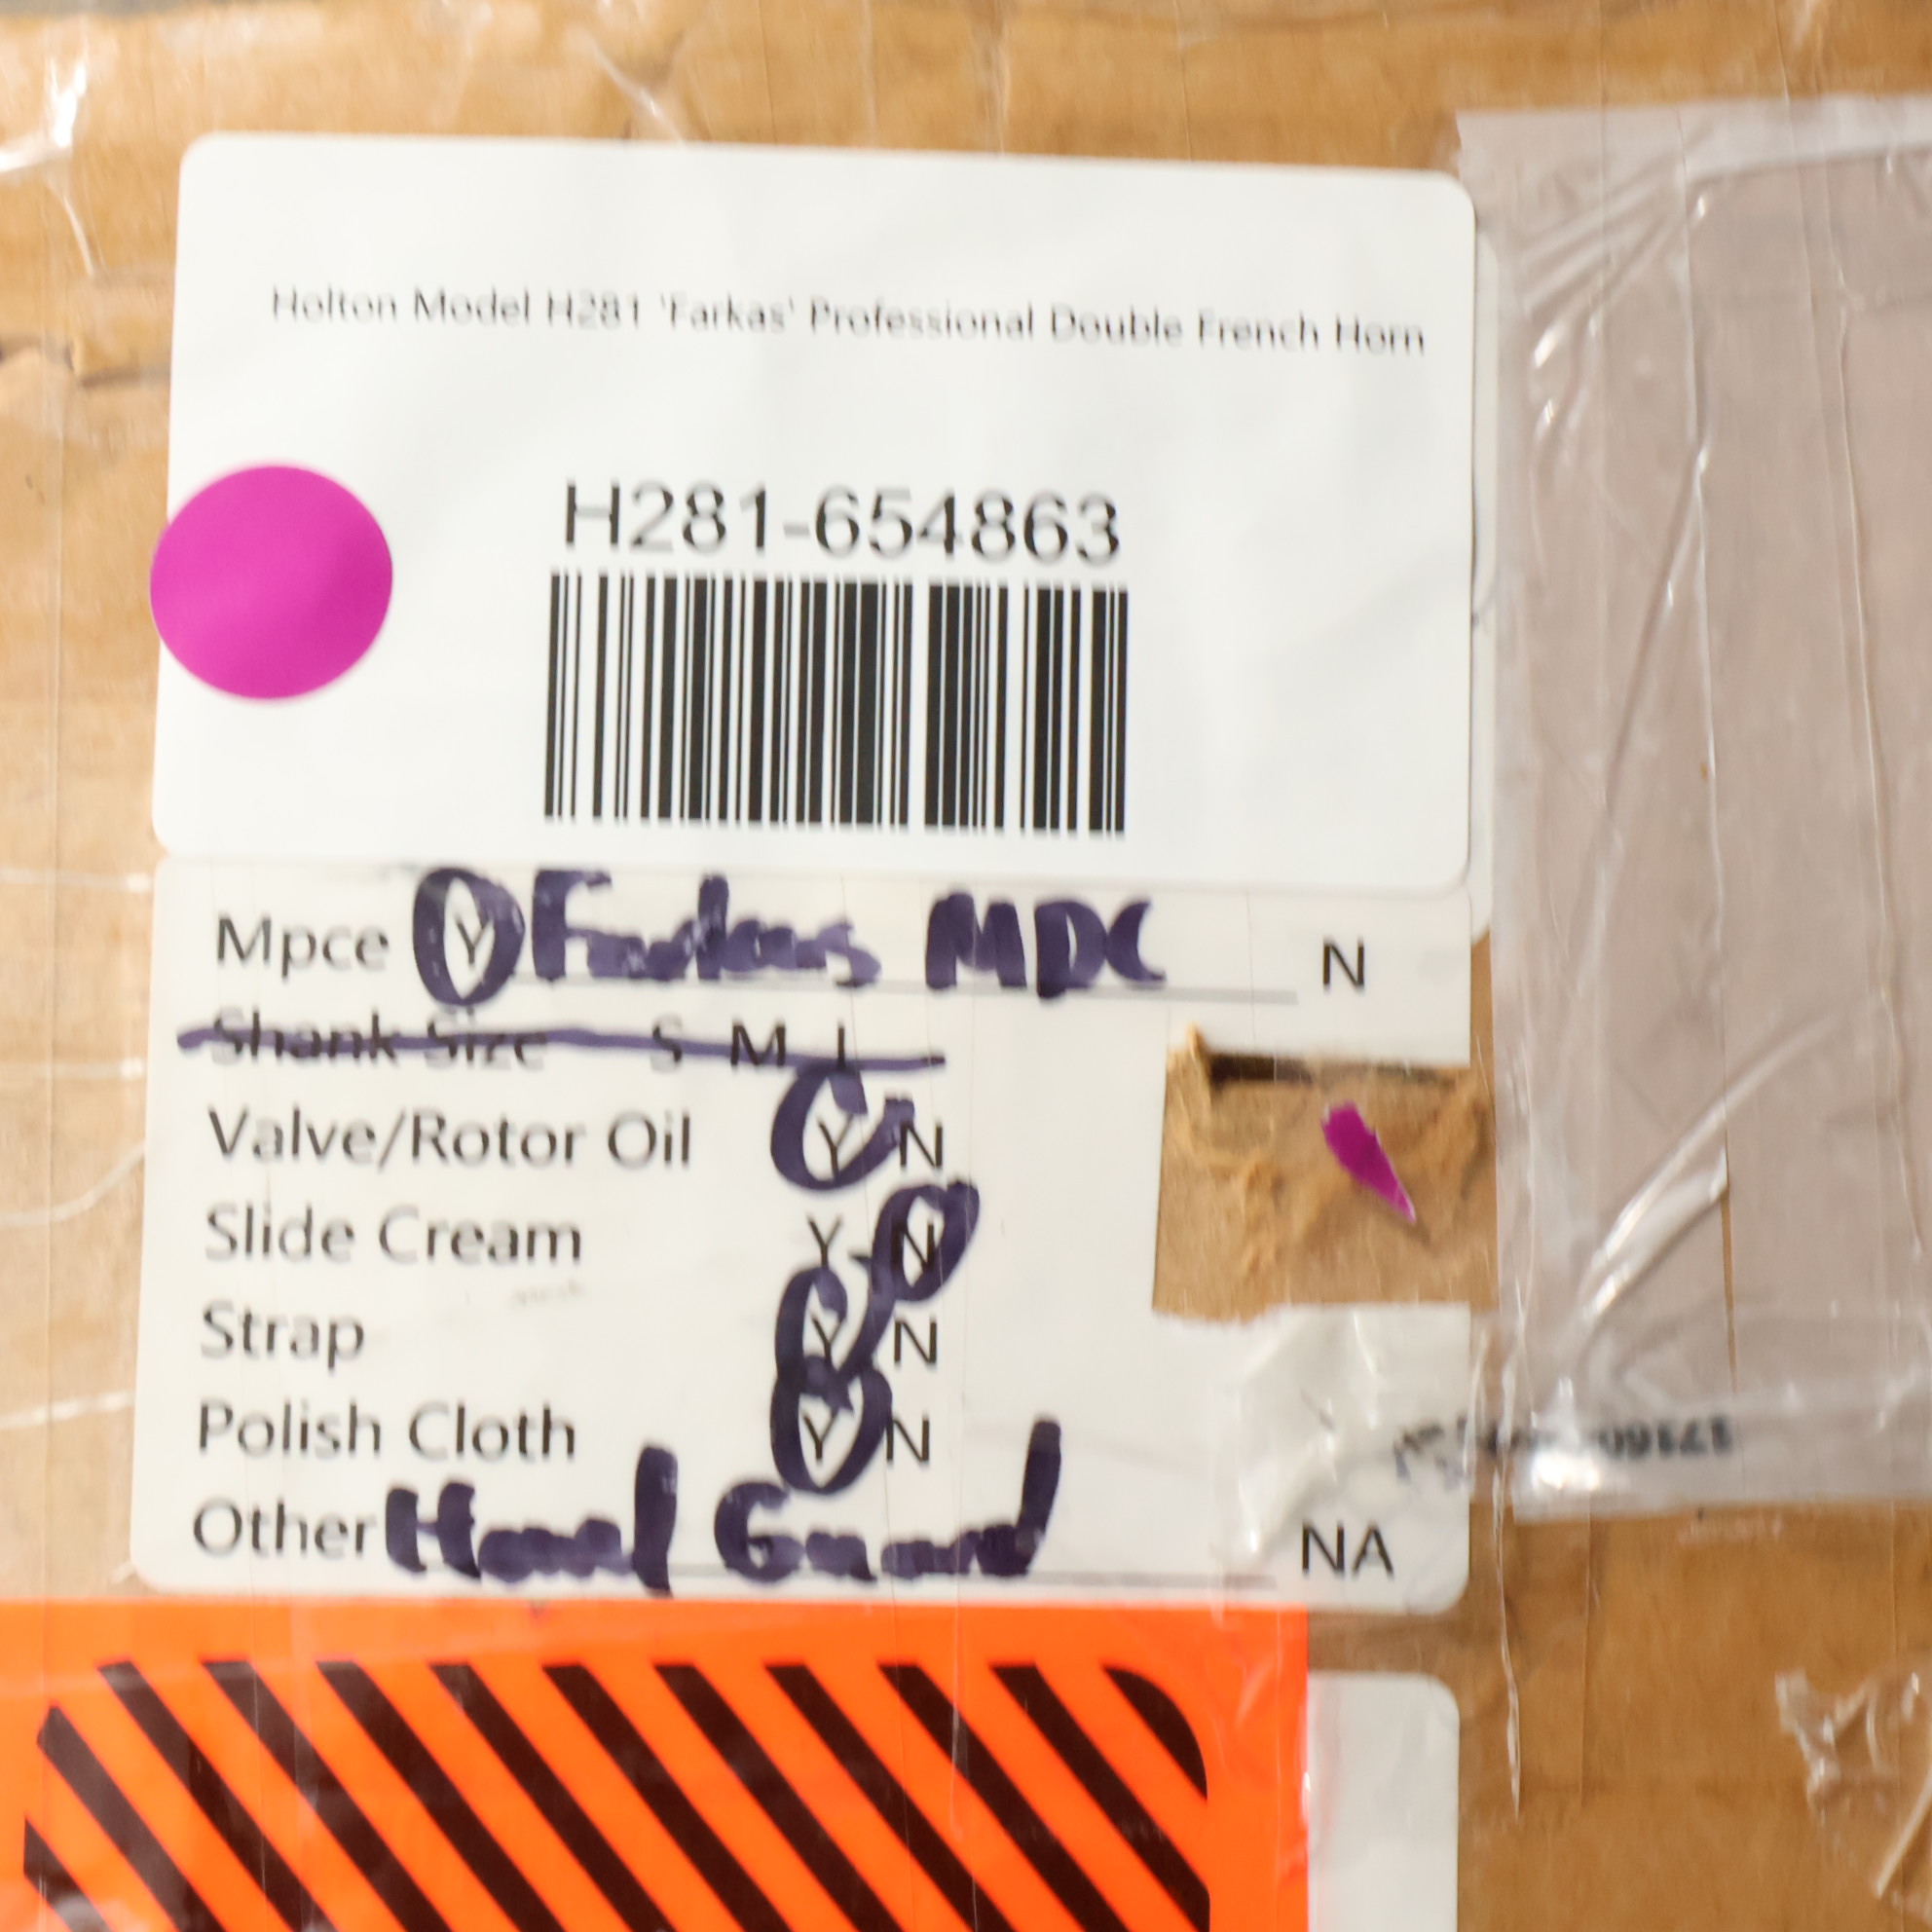 Holton Model H281 'Farkas' Professional Double French Horn
H281-654863
Mpce Y Farkas MDC N
Shank Size S M L
Valve/Rotor Oil Y N
Slide Cream Y N
Strap Y N
Polish Cloth Y N
Other Hand Guard NA